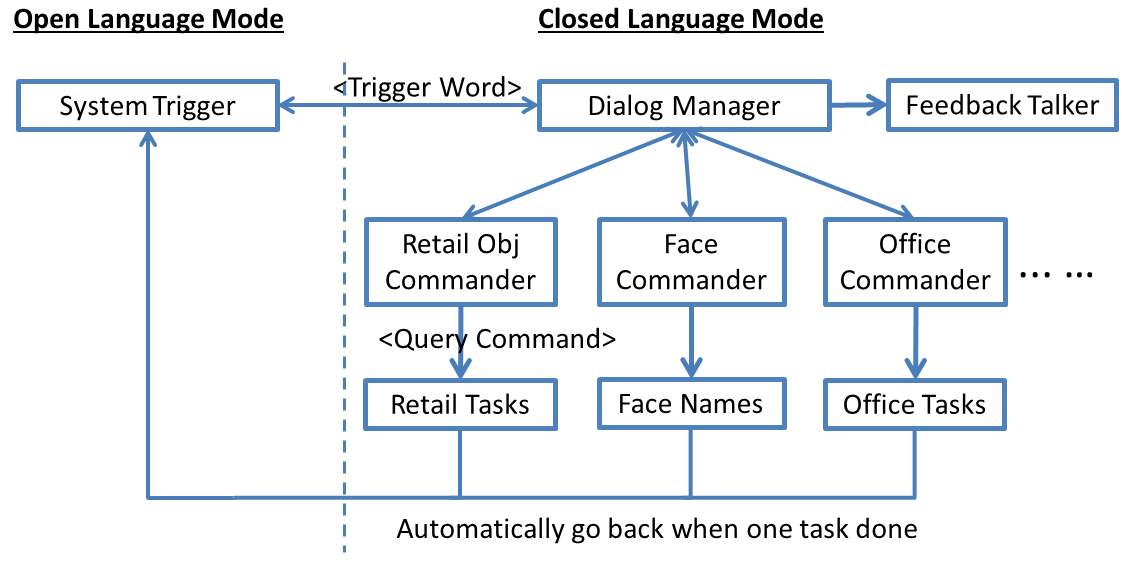 Open Language Mode
Closed Language Mode
<Trigger Word>
System Trigger
Dialog Manager
Feedback Talker
Retail Obj
Commander
Face
Commander
Office
Commander
... ...
<Query Command>
Retail Tasks
Face Names
Office Tasks
Automatically go back when one task done